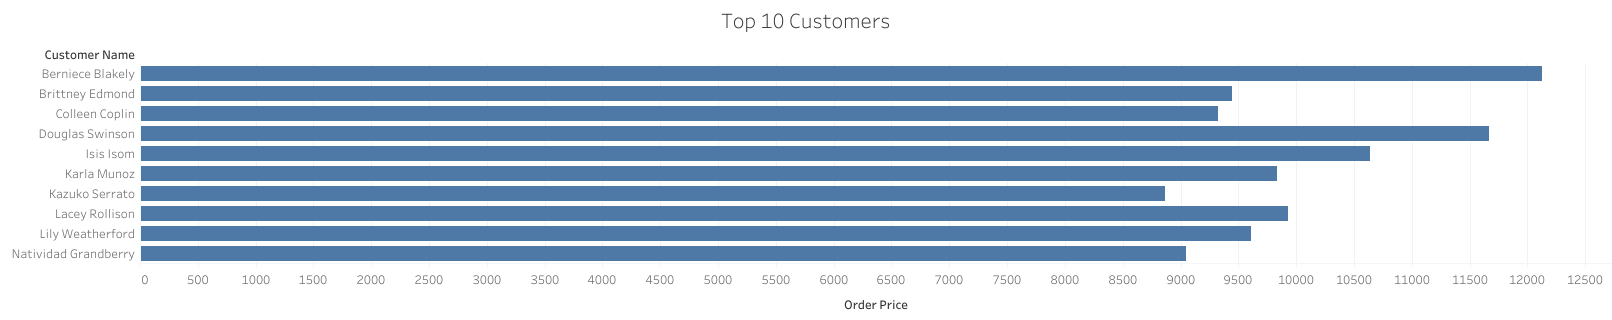 Top 10 Customers
Customer Name
Berniece Blakely
Brittney Edmond
Colleen Coplin
Douglas Swinson
Isis Isom
Karla Munoz
Kazuko Serrato
Lacey Rollison
Lily Weatherford
Natividad Grandberry
0 500 1000 1500 2000 2500 3000 3500 4000 4500 5000 5500 6000 6500 7000 7500 8000 8500 9000 9500 10000 10500 11000 11500 12000 12500
Order Price